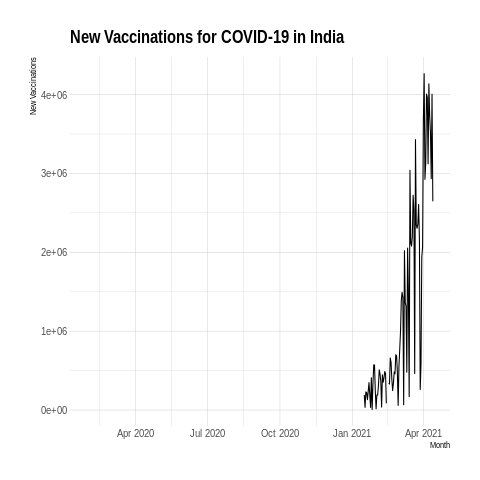 New Vaccinations for COVID-19 in India
New Vaccinations
4e+06
3e+06
2e+06
1e+06
0e+00
Apr 2020 Jul 2020 Oct 2020 Jan 2021 Apr 2021
Month